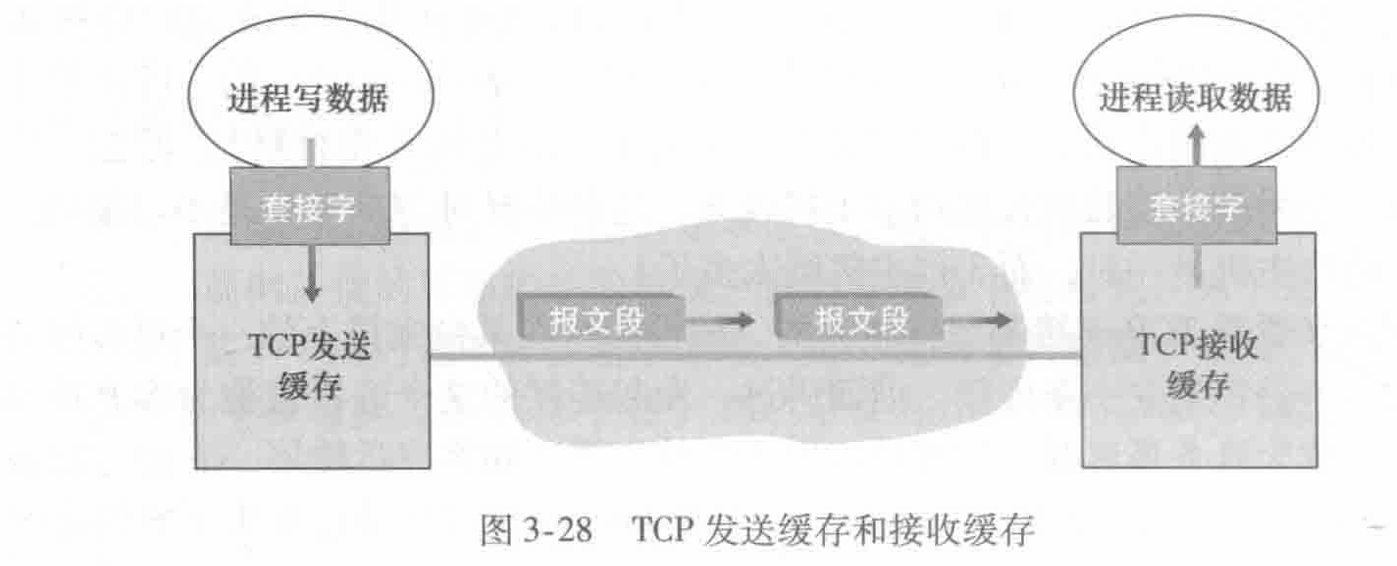 进程写数据
进程读取数据
套接字
套接字
报文段
报文段
TCP发送
缓存
TCP接收
缓存
图 3-28 TCP 发送缓存和接收缓存